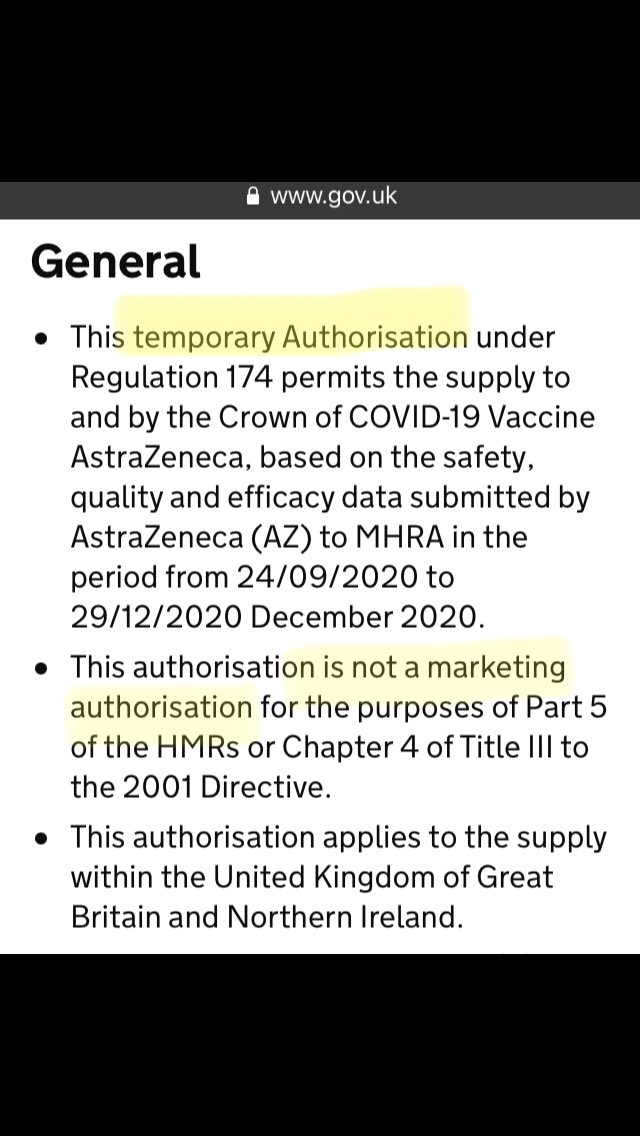 www.gov.uk
General
• This temporary Authorisation under
Regulation 174 permits the supply to
and by the Crown of COVID-19 Vaccine
AstraZeneca, based on the safety,
quality and efficacy data submitted by
AstraZeneca (AZ) to MHRA in the
period from 24/09/2020 to
29/12/2020 December 2020.
• This authorisation is not a marketing
authorisation for the purposes of Part 5
of the HMRs or Chapter 4 of Title III to
the 2001 Directive.
• This authorisation applies to the supply
within the United Kingdom of Great
Britain and Northern Ireland.